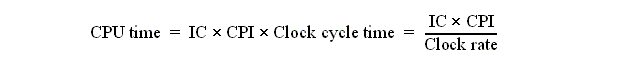 CPU time = IC × CPI × Clock cycle time = IC × CPI / Clock rate